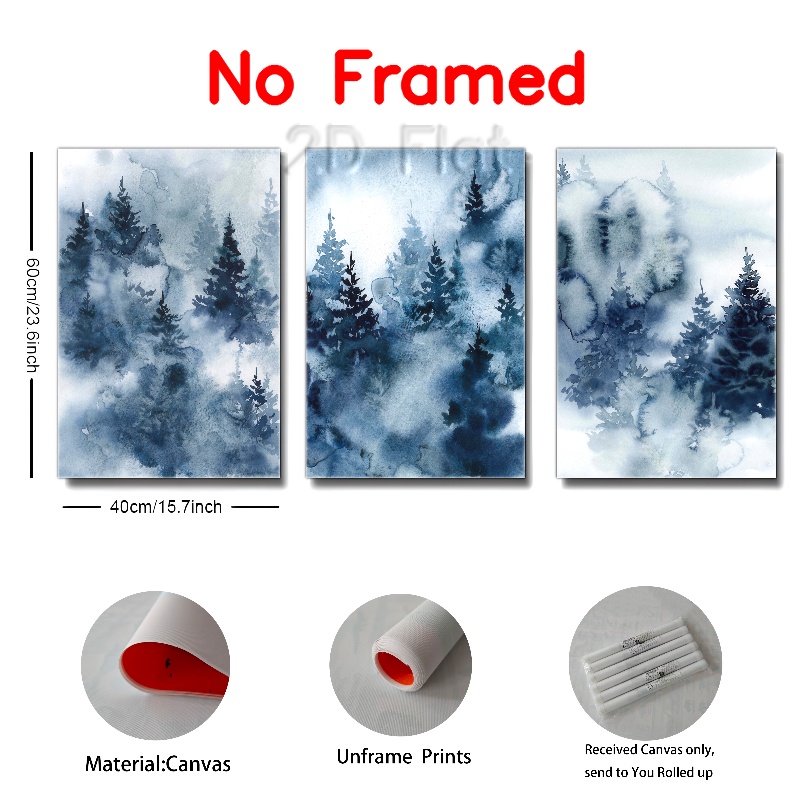 No Framed
2D Flat
60cm/23.6inch
40cm/15.7inch
Material:Canvas
Unframe Prints
Received Canvas only,
send to You Rolled up